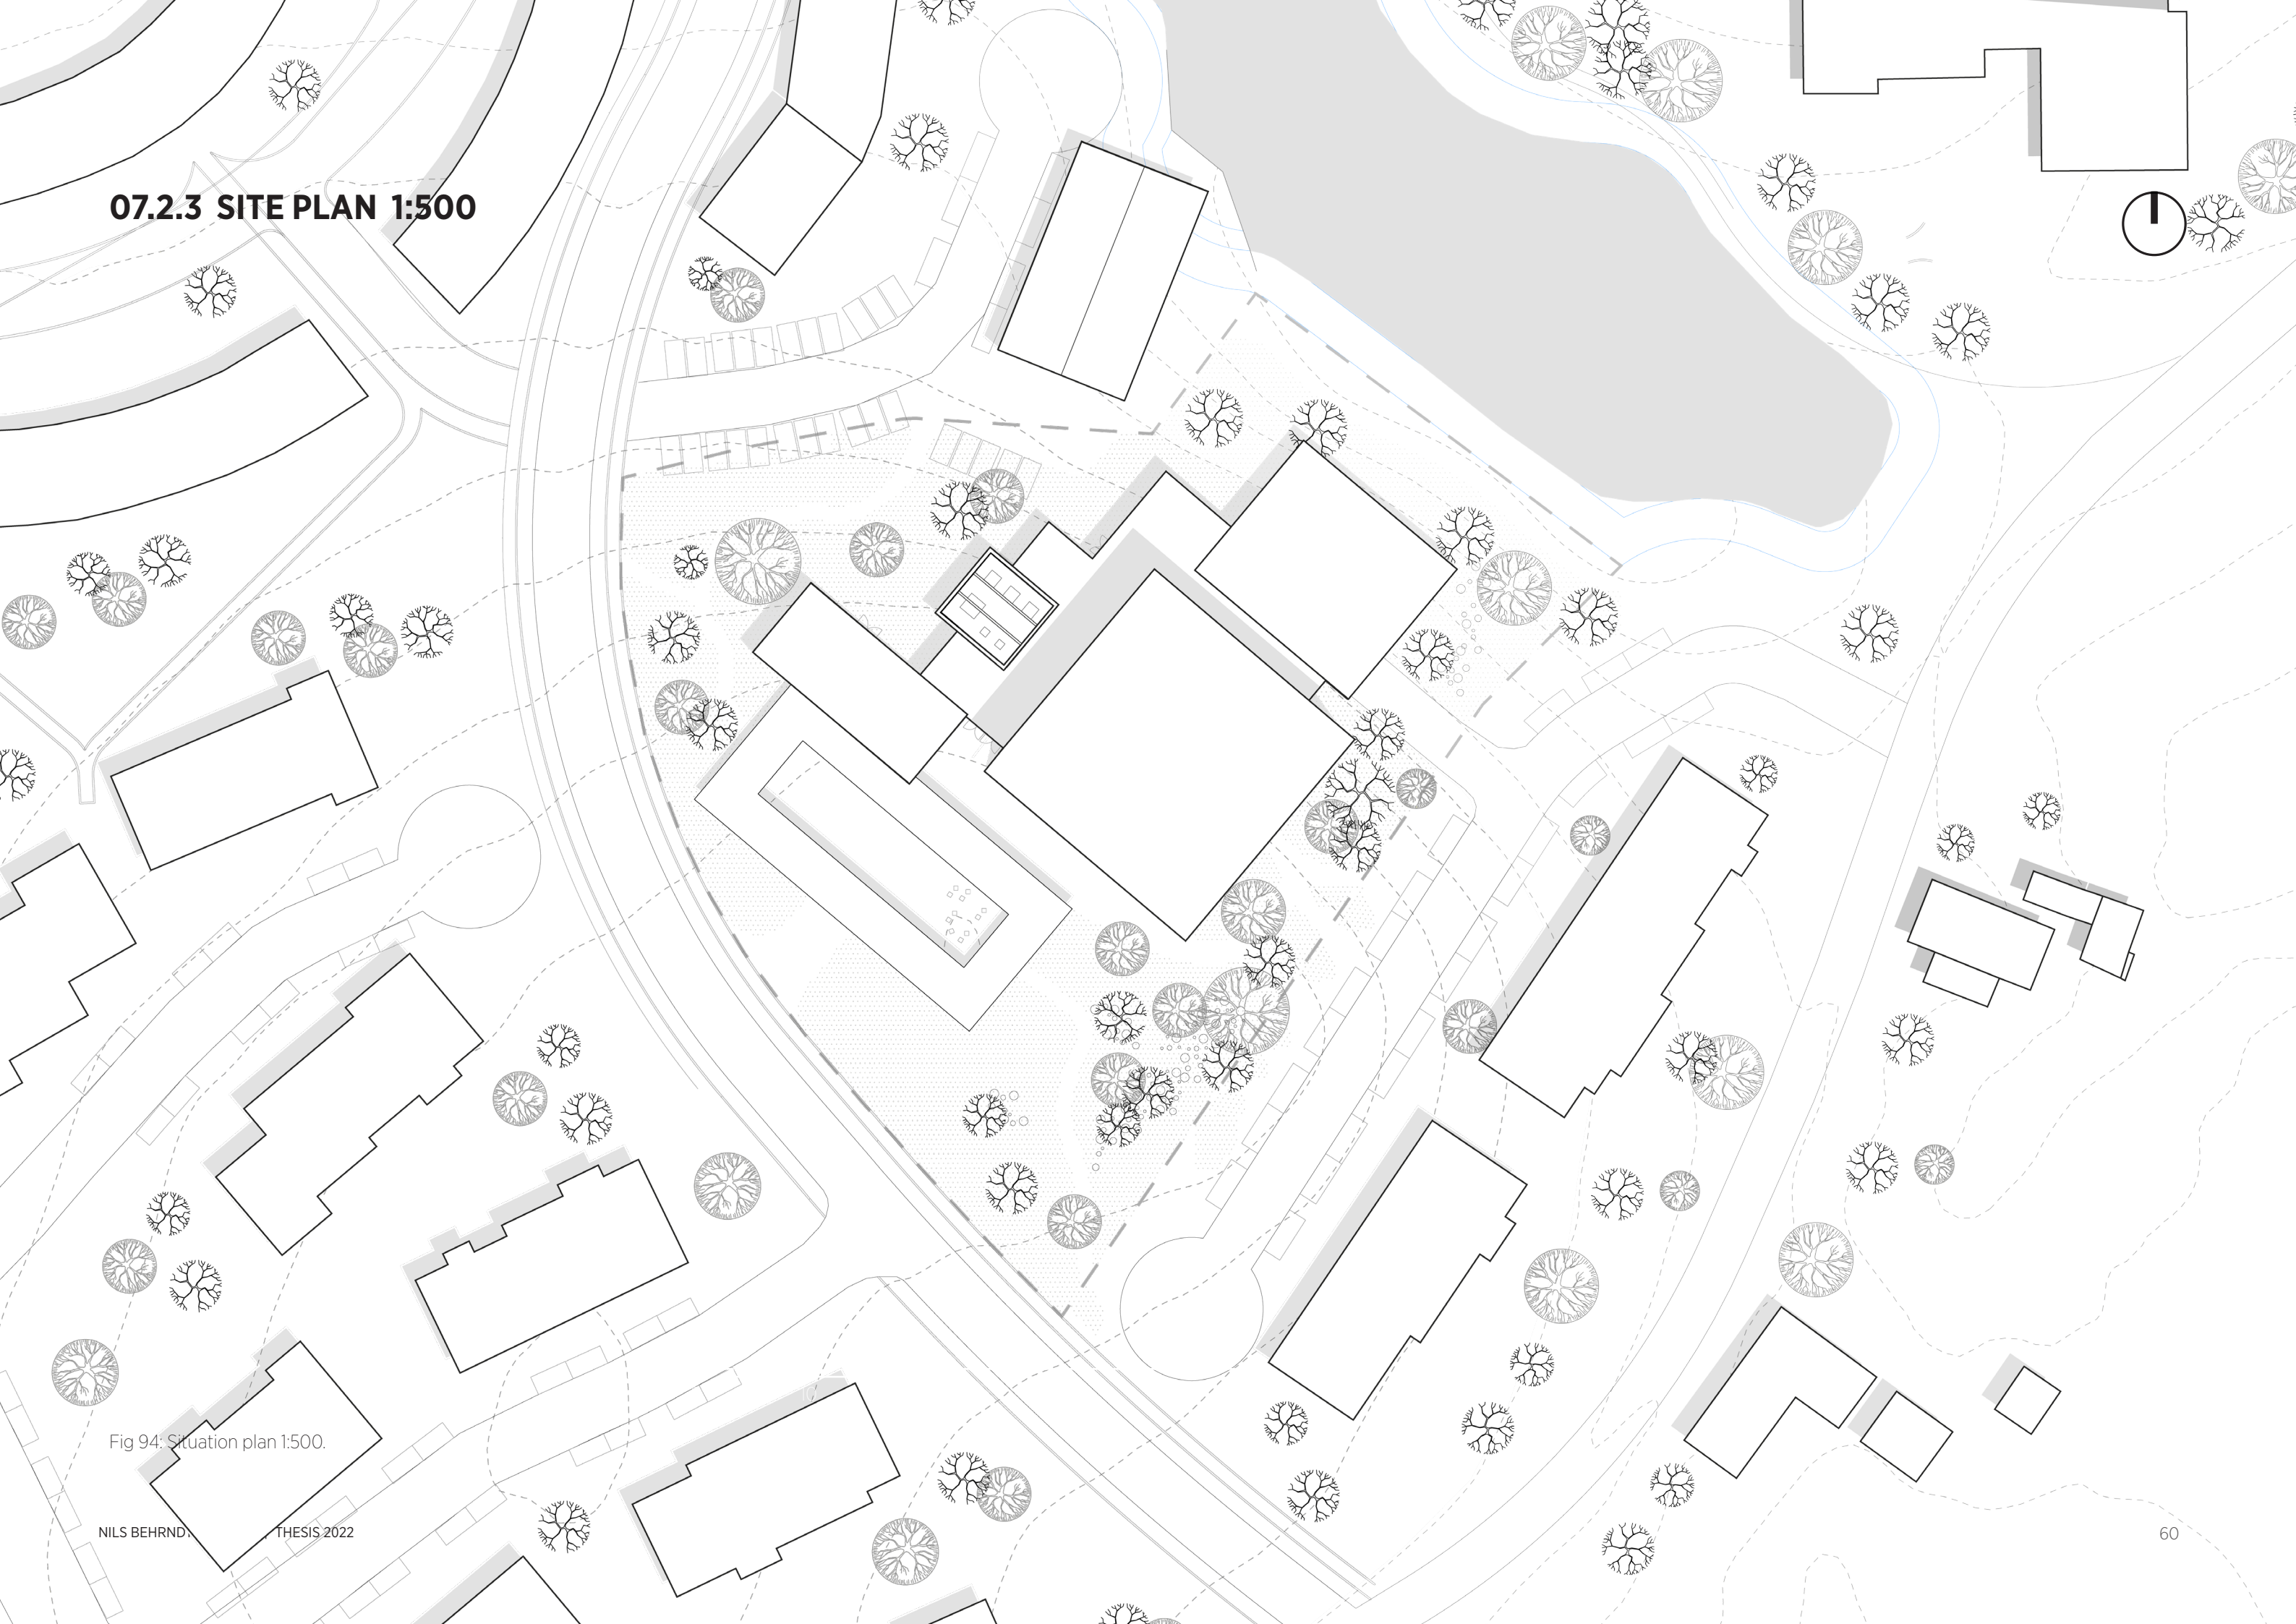 07.2.3 SITE PLAN 1:500
Fig 94: Situation plan 1:500.
NILS BEHRND THESIS 2022
60